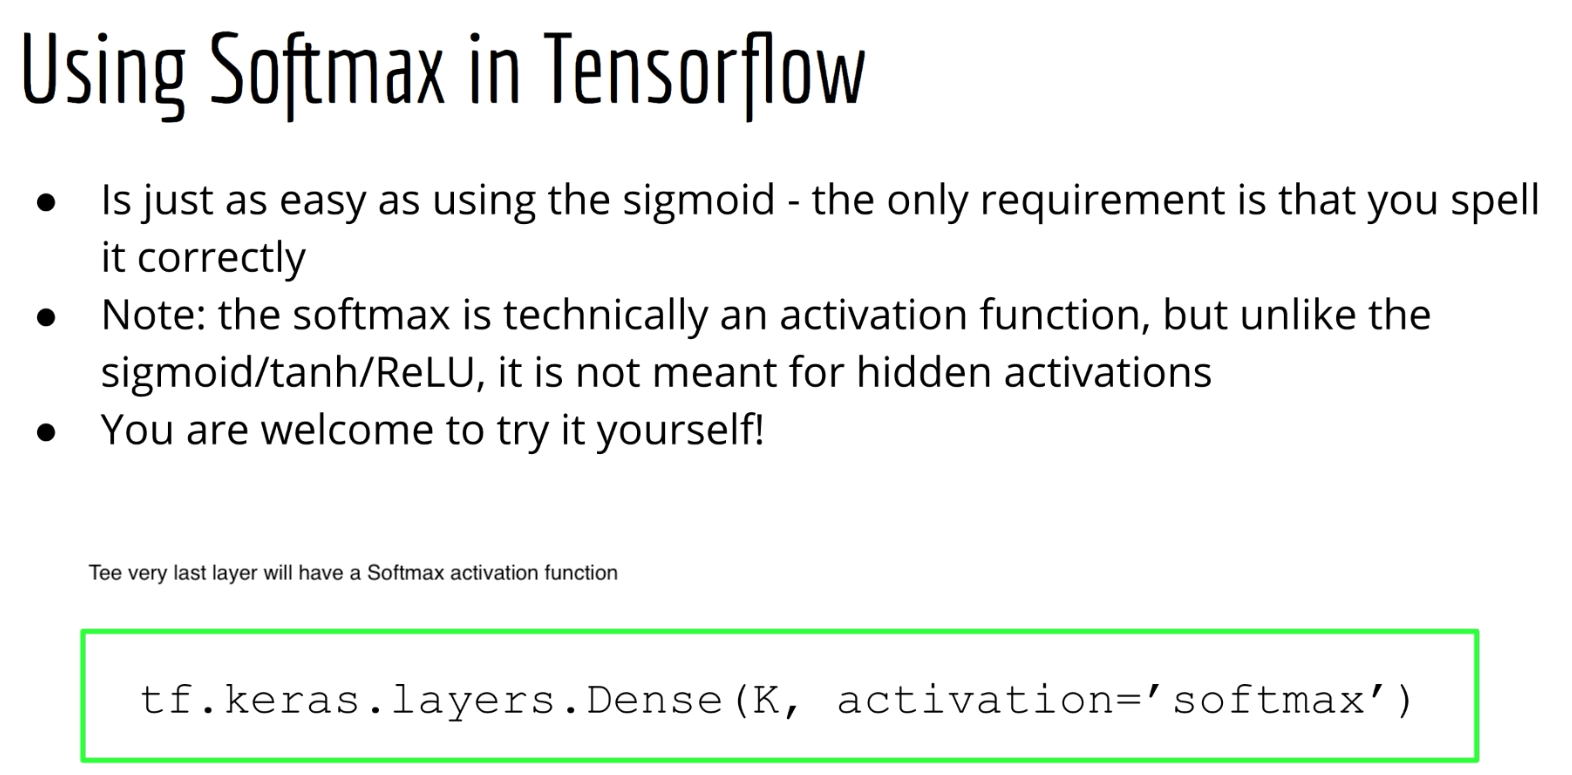 Using Softmax in Tensorflow
● Is just as easy as using the sigmoid - the only requirement is that you spell
it correctly
● Note: the softmax is technically an activation function, but unlike the
sigmoid/tanh/ReLU, it is not meant for hidden activations
● You are welcome to try it yourself!
Tee very last layer will have a Softmax activation function
tf.keras.layers.Dense(K, activation=’softmax’)